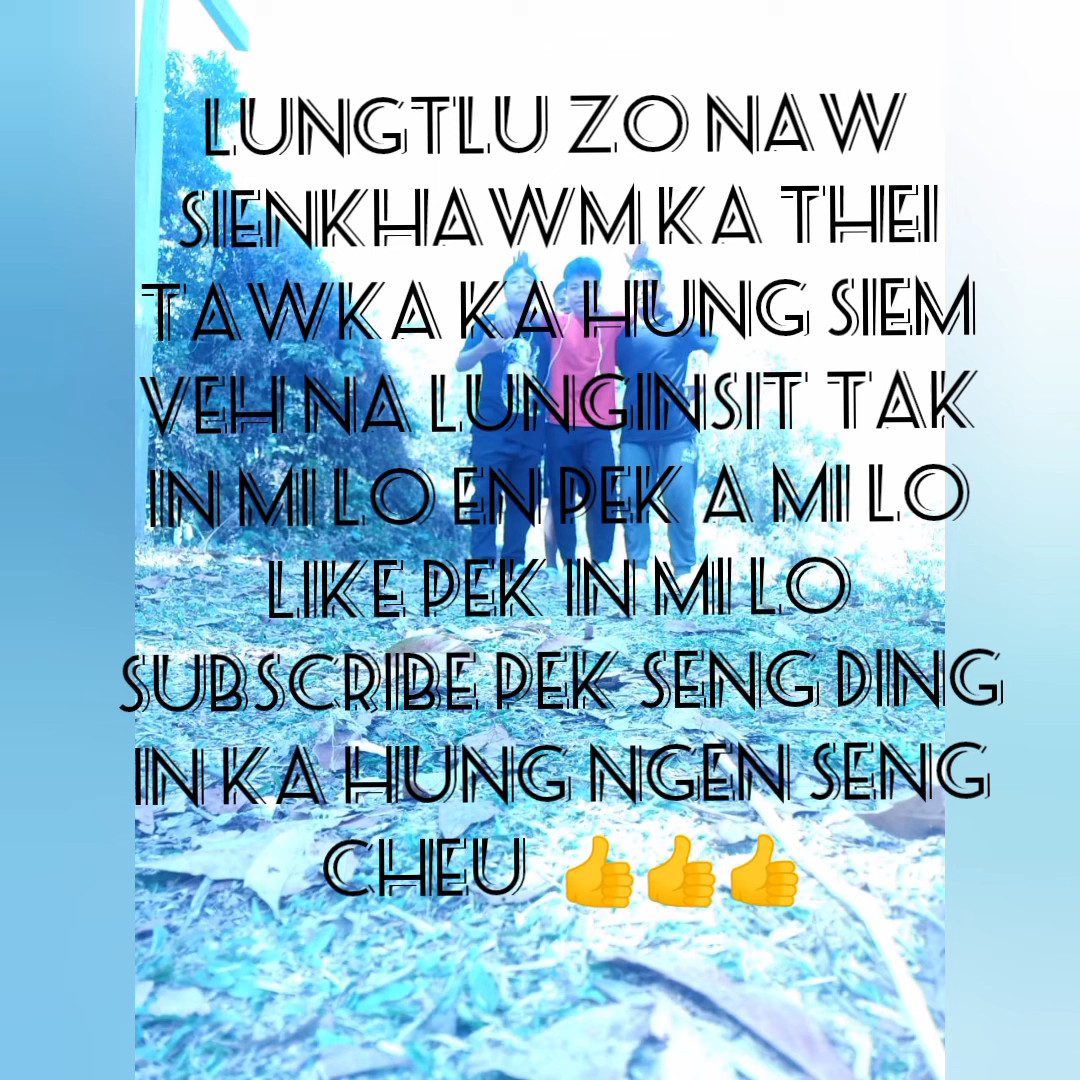 LUNGTLU ZO NAW
SIENKHAWM KA THEI
TAWKA KA HUNG SIEM
VEH NA LUNGINSIT TAK
IN MI LO EN PEK A MI LO
LIKE PEK IN MI LO
SUBSCRIBE PEK SENG DING
IN KA HUNG NGEN SENG
CHEU 👍👍👍